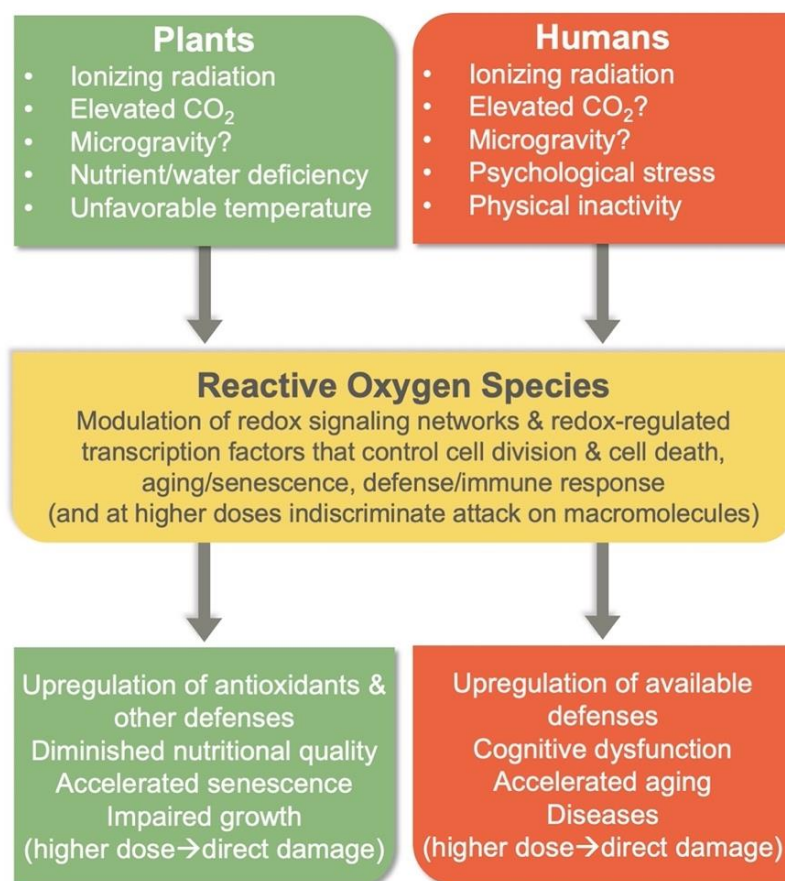 Plants
• Ionizing radiation
• Elevated CO₂
• Microgravity?
• Nutrient/water deficiency
• Unfavorable temperature
Humans
• Ionizing radiation
• Elevated CO₂?
• Microgravity?
• Psychological stress
• Physical inactivity
Reactive Oxygen Species
Modulation of redox signaling networks & redox-regulated
transcription factors that control cell division & cell death,
aging/senescence, defense/immune response
(and at higher doses indiscriminate attack on macromolecules)
Upregulation of antioxidants &
other defenses
Diminished nutritional quality
Accelerated senescence
Impaired growth
(higher dose→direct damage)
Upregulation of available
defenses
Cognitive dysfunction
Accelerated aging
Diseases
(higher dose→direct damage)